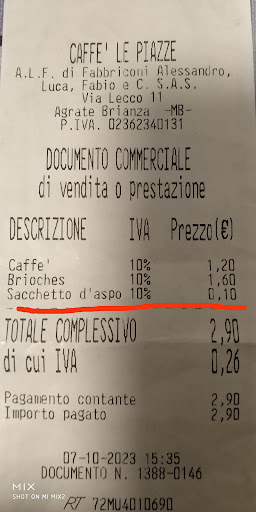 CAFFE' LE PIAZZE
A.L.F. di Fabbriconi Alessandro,
Luca, Fabio e C. S.A.S.
Via Lecco 11
Agrate Brianza -MB-
P.IVA. 02362340131
DOCUMENTO COMMERCIALE
di vendita o prestazione
DESCRIZIONE IVA Prezzo(€)
Caffe' 10% 1,20
Brioches 10% 1,60
Sacchetto d'aspo 10% 0,10
TOTALE COMPLESSIVO 2,90
di cui IVA 0,26
Pagamento contante 2,90
Importo pagato 2,90
07-10-2023 15:35
DOCUMENTO N. 1388-0146
RT 72MU4010690
MIX
SHOT ON MI MIX2